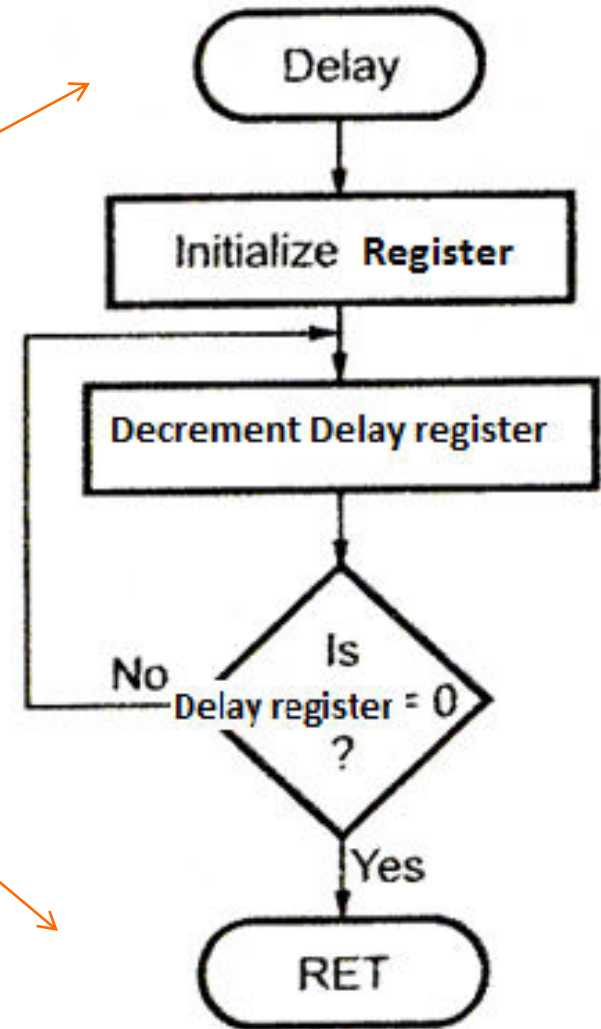 Delay
Initialize Register
Decrement Delay register
Is
No
Delay register = 0
?
Yes
RET